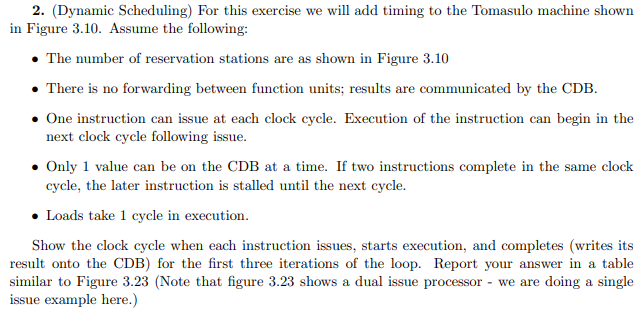 2. (Dynamic Scheduling) For this exercise we will add timing to the Tomasulo machine shown
in Figure 3.10. Assume the following:
• The number of reservation stations are as shown in Figure 3.10
• There is no forwarding between function units; results are communicated by the CDB.
• One instruction can issue at each clock cycle. Execution of the instruction can begin in the
next clock cycle following issue.
• Only 1 value can be on the CDB at a time. If two instructions complete in the same clock
cycle, the later instruction is stalled until the next cycle.
• Loads take 1 cycle in execution.
Show the clock cycle when each instruction issues, starts execution, and completes (writes its
result onto the CDB) for the first three iterations of the loop. Report your answer in a table
similar to Figure 3.23 (Note that figure 3.23 shows a dual issue processor - we are doing a single
issue example here.)